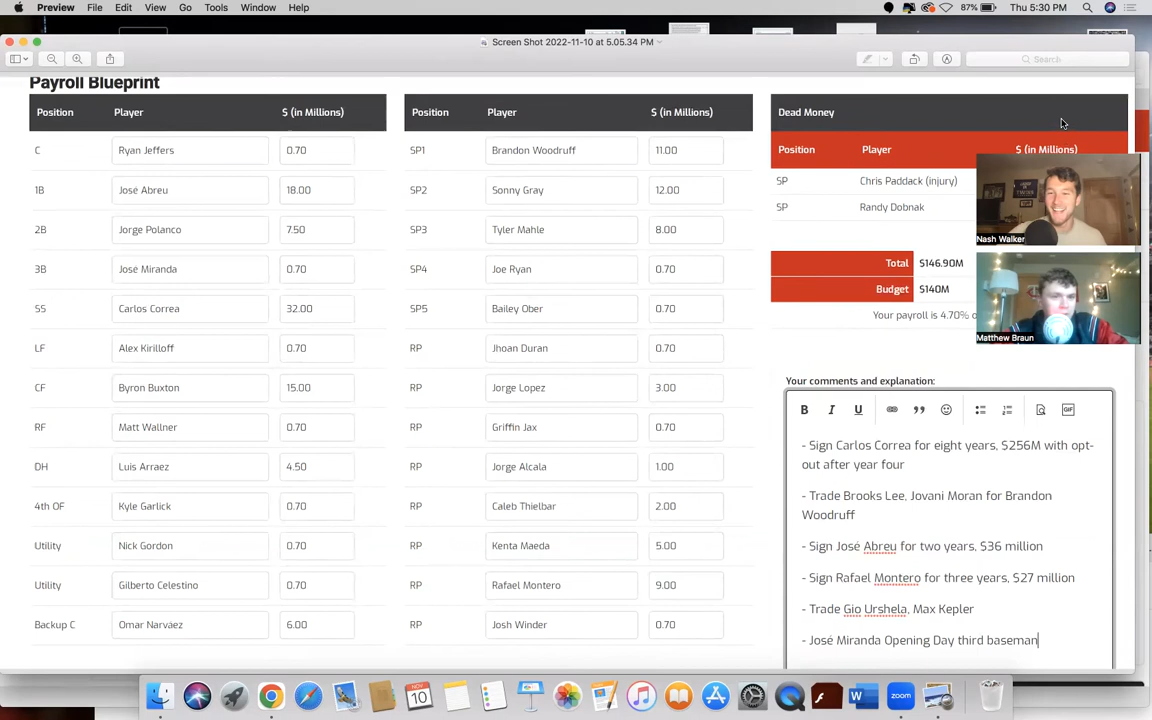 Preview File Edit View Go Tools Window Help 87% Thu 5:30 PM
Screen Shot 2022-11-10 at 5.05.34 PM
Search
Payroll Blueprint
Position Player $ (in Millions)
C Ryan Jeffers 0.70
1B José Abreu 18.00
2B Jorge Polanco 7.50
3B José Miranda 0.70
SS Carlos Correa 32.00
LF Alex Kirilloff 0.70
CF Byron Buxton 15.00
RF Matt Wallner 0.70
DH Luis Arraez 4.50
4th OF Kyle Garlick 0.70
Utility Nick Gordon 0.70
Utility Gilberto Celestino 0.70
Backup C Omar Narváez 6.00
Position Player $ (in Millions)
SP1 Brandon Woodruff 11.00
SP2 Sonny Gray 12.00
SP3 Tyler Mahle 8.00
SP4 Joe Ryan 0.70
SP5 Bailey Ober 0.70
RP Jhoan Duran 0.70
RP Jorge Lopez 3.00
RP Griffin Jax 0.70
RP Jorge Alcala 1.00
RP Caleb Thielbar 2.00
RP Kenta Maeda 5.00
RP Rafael Montero 9.00
RP Josh Winder 0.70
Dead Money
Position Player $ (in Millions)
SP Chris Paddack (injury)
SP Randy Dobnak
Total $146.90M
Budget $140M
Your payroll is 4.70%
Nash Walker
Matthew Braun
Your comments and explanation:
B I U GIF
- Sign Carlos Correa for eight years, $256M with opt-
out after year four
- Trade Brooks Lee, Jovani Moran for Brandon
Woodruff
- Sign José Abreu for two years, $36 million
- Sign Rafael Montero for three years, $27 million
- Trade Gio Urshela, Max Kepler
- José Miranda Opening Day third baseman
NOV
10
zoom